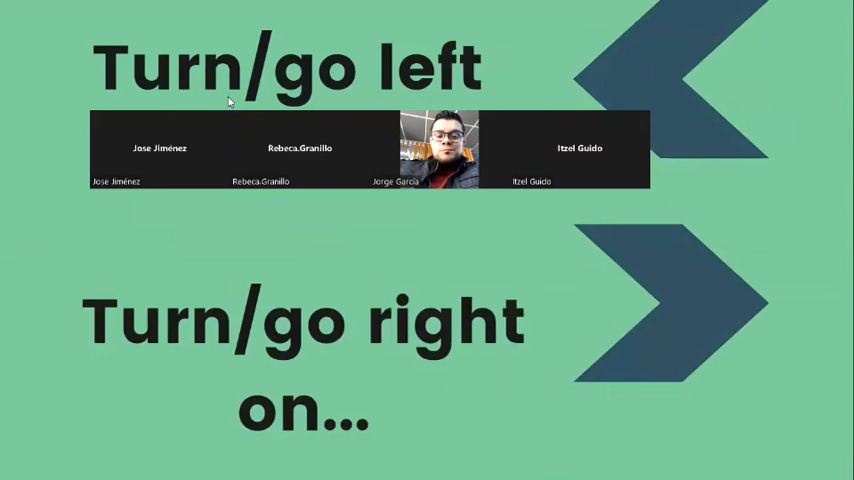 Turn/go left
Jose Jiménez
Rebeca.Granillo
Itzel Guido
Jose Jiménez
Rebeca.Granillo
Jorge García
Itzel Guido
Turn/go right
on...